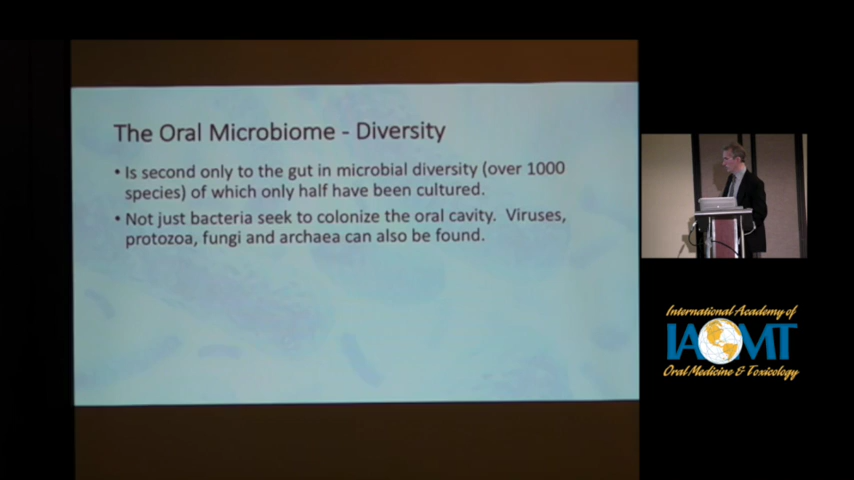 The Oral Microbiome - Diversity
• Is second only to the gut in microbial diversity (over 1000
species) of which only half have been cultured.
• Not just bacteria seek to colonize the oral cavity.  Viruses,
protozoa, fungi and archaea can also be found.
International Academy of
IAOMT
Oral Medicine & Toxicology